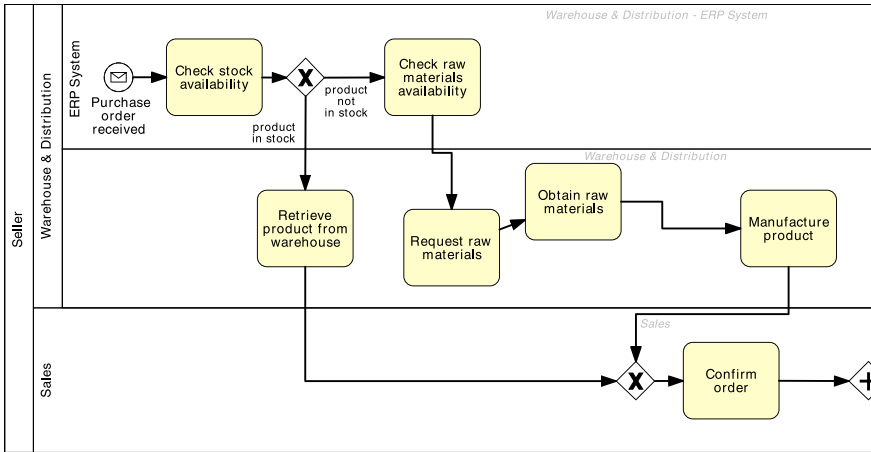 Warehouse & Distribution - ERP System
Seller
Warehouse & Distribution
ERP System
Purchase
order
received
Check stock
availability
product
not
in stock
product
in stock
Check raw
materials
availability
Warehouse & Distribution
Retrieve
product from
warehouse
Request raw
materials
Obtain raw
materials
Manufacture
product
Sales
Sales
Confirm
order